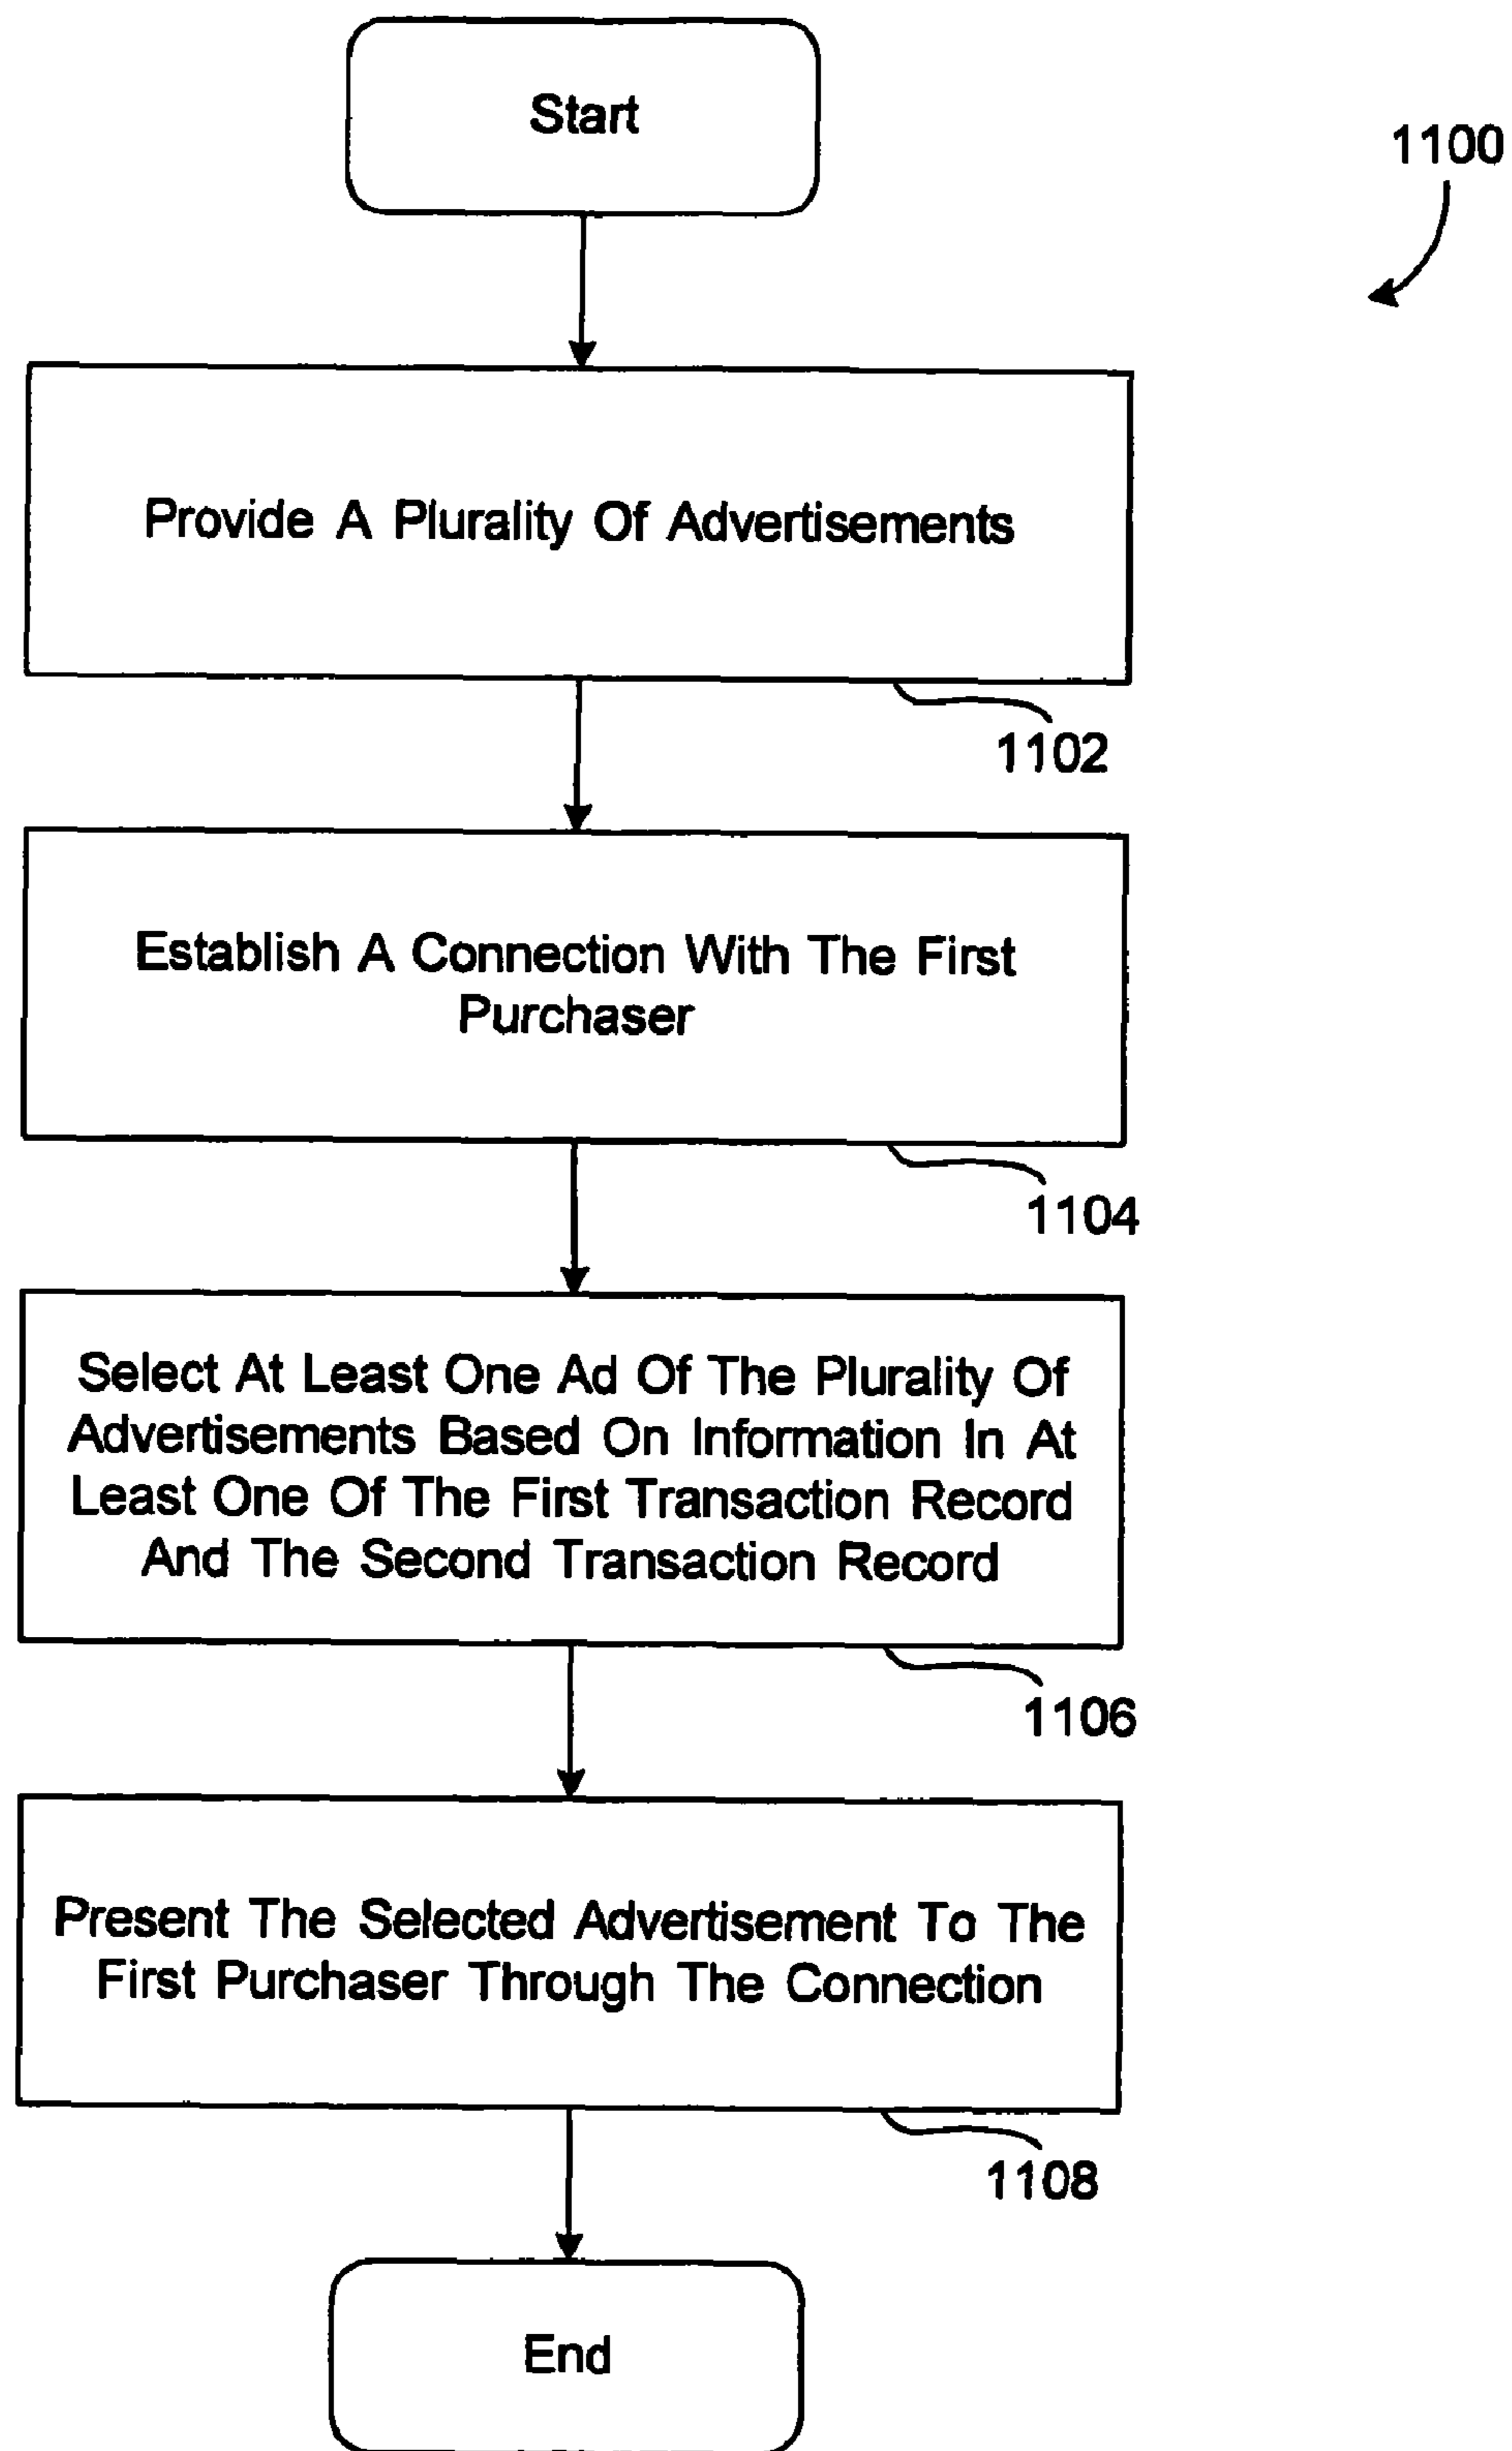 Start
1100
Provide A Plurality Of Advertisements
1102
Establish A Connection With The First
Purchaser
1104
Select At Least One Ad Of The Plurality Of
Advertisements Based On Information In At
Least One Of The First Transaction Record
And The Second Transaction Record
1106
Present The Selected Advertisement To The
First Purchaser Through The Connection
1108
End